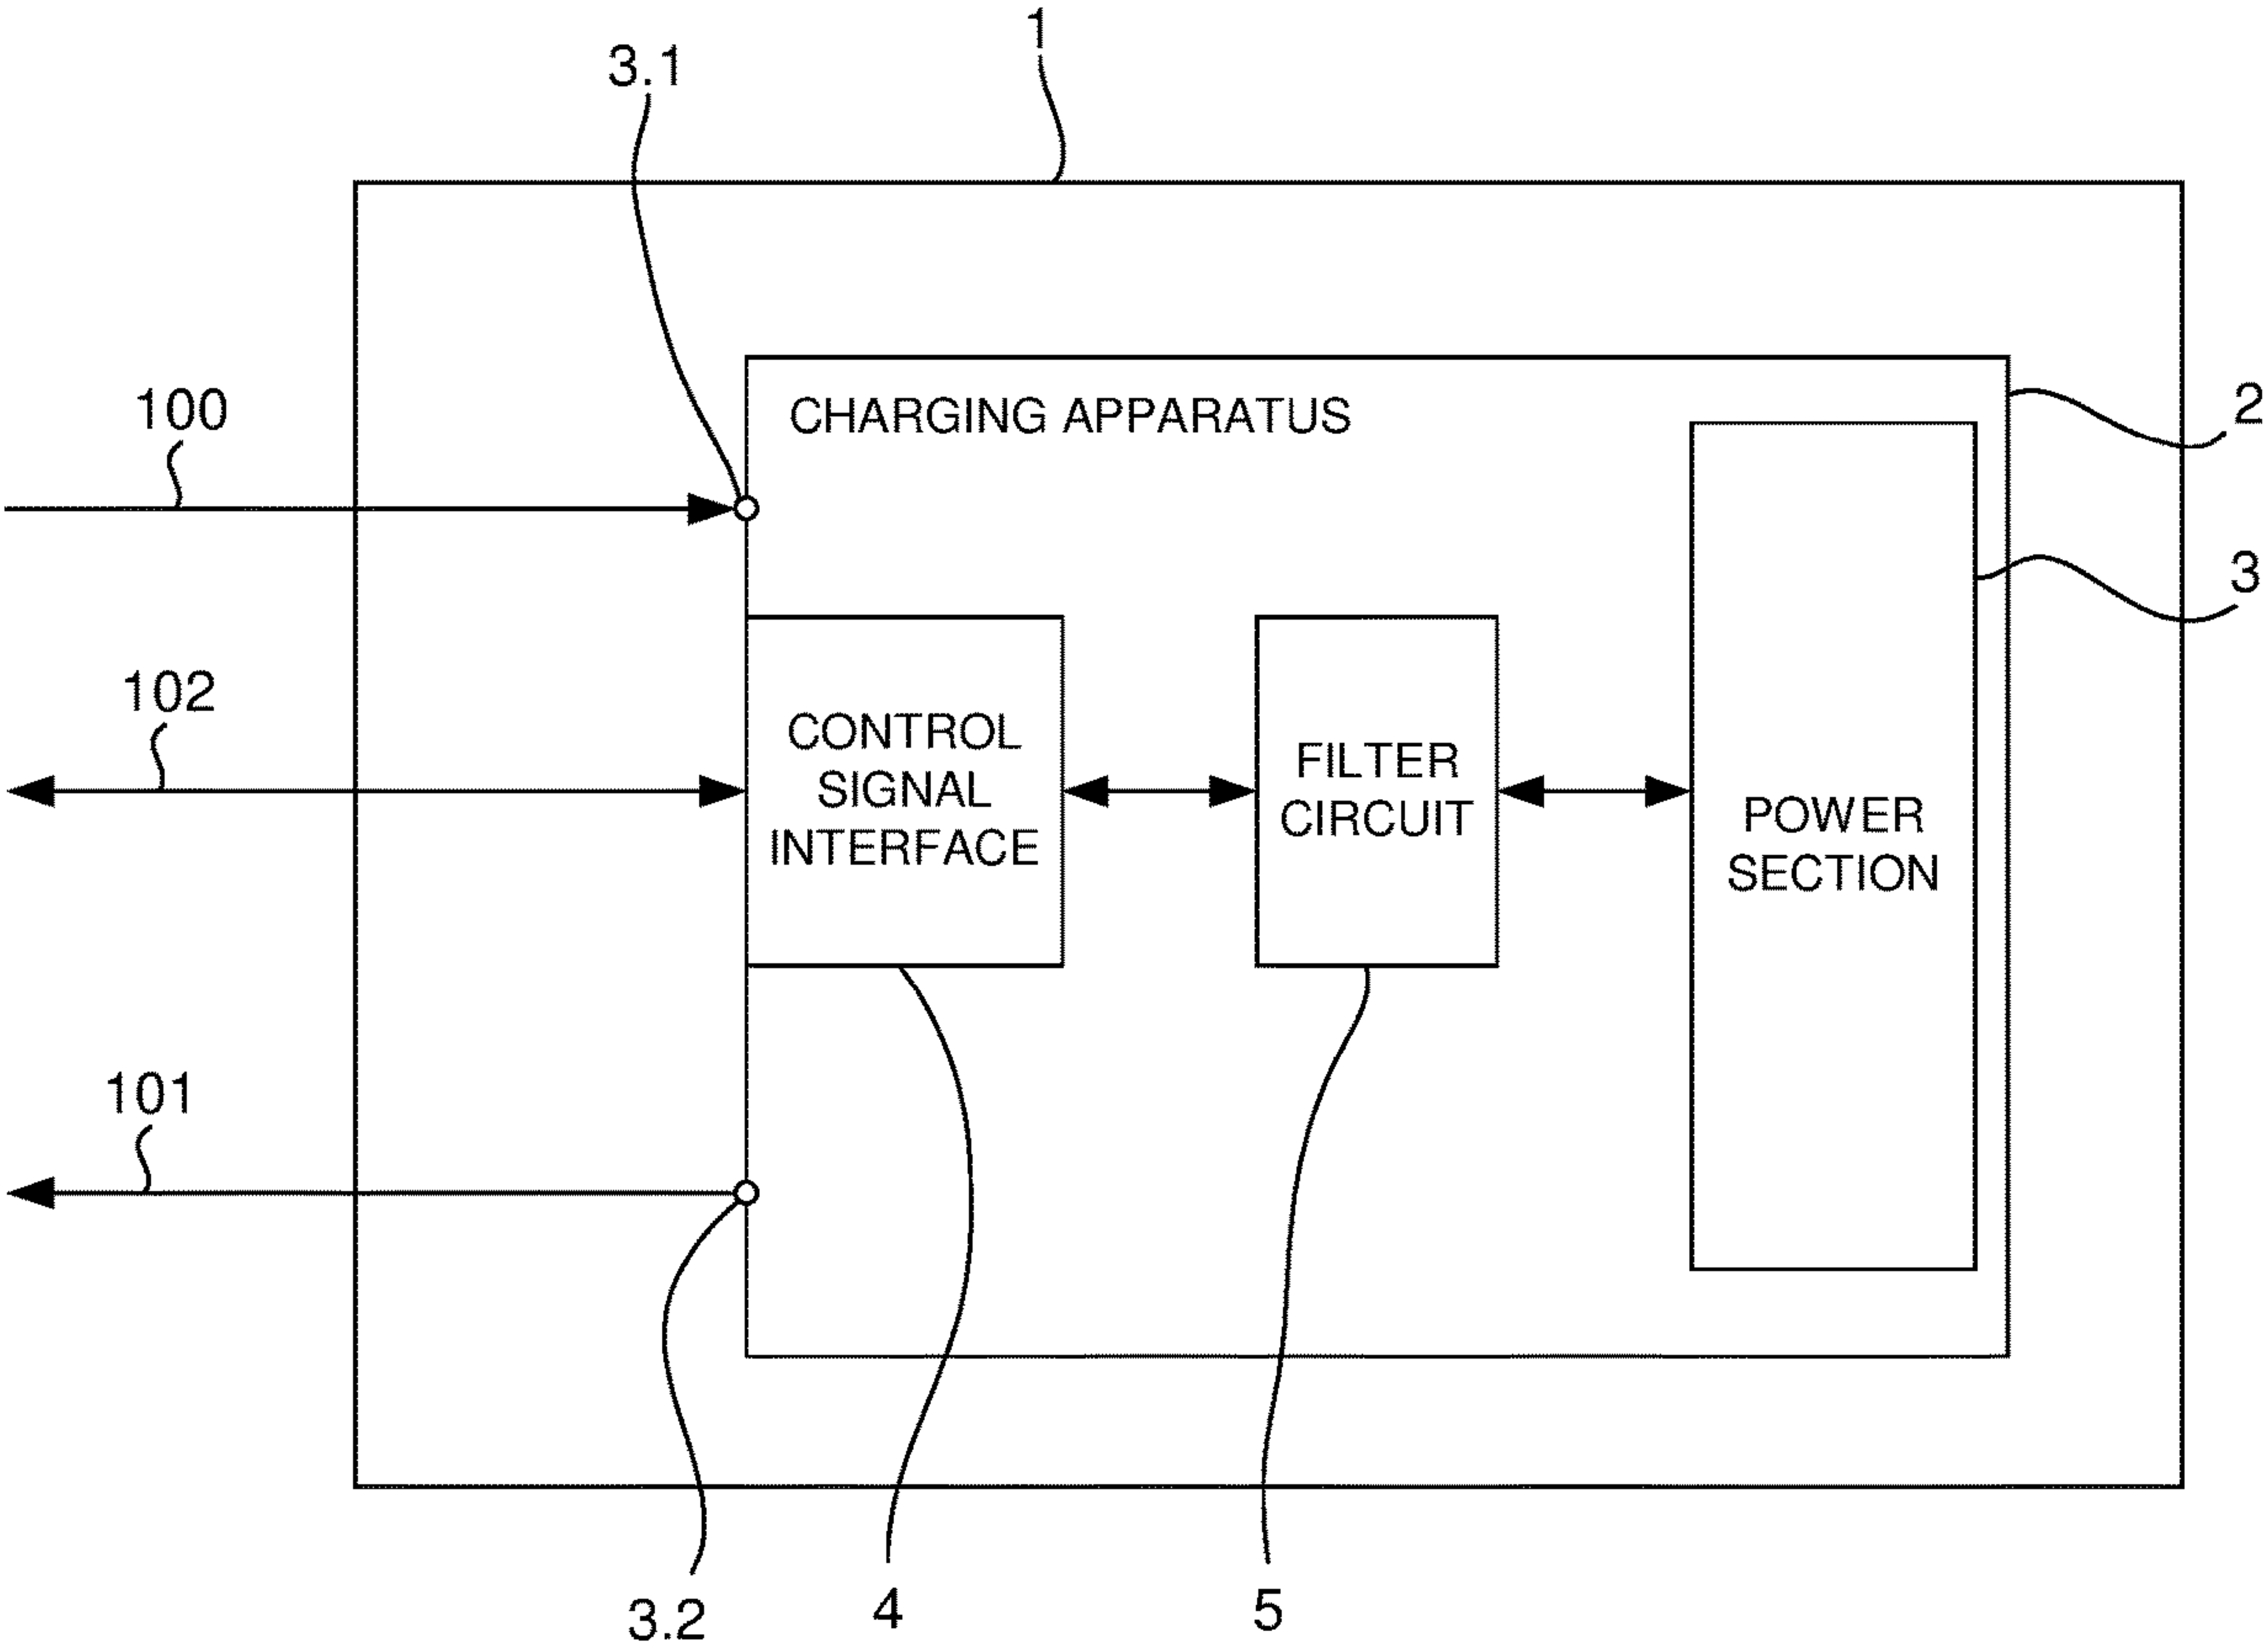 1
3.1
100
CHARGING APPARATUS
2
3
102
CONTROL
SIGNAL
INTERFACE
FILTER
CIRCUIT
POWER
SECTION
101
3.2
4
5